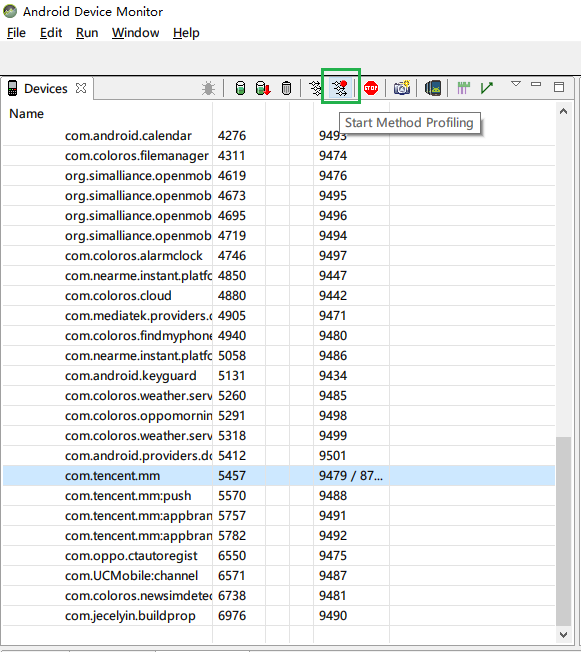 Android Device Monitor
File Edit Run Window Help
Devices
STOP
Start Method Profiling
Name
com.android.calendar 4276 9493
com.coloros.filemanager 4311 9474
org.simalliance.openmob 4619 9476
org.simalliance.openmob 4673 9495
org.simalliance.openmob 4695 9496
org.simalliance.openmob 4719 9494
com.coloros.alarmclock 4746 9497
com.nearme.instant.platfo 4850 9447
com.coloros.cloud 4880 9442
com.mediatek.providers.d 4905 9471
com.coloros.findmyphone 4940 9480
com.nearme.instant.platfo 5058 9486
com.android.keyguard 5131 9434
com.coloros.weather.serv 5260 9485
com.coloros.oppomornin 5291 9498
com.coloros.weather.serv 5318 9499
com.android.providers.do 5412 9501
com.tencent.mm 5457 9479 / 87...
com.tencent.mm:push 5570 9488
com.tencent.mm:appbran 5757 9491
com.tencent.mm:appbran 5782 9492
com.oppo.ctautoregist 6550 9475
com.UCMobile:channel 6571 9487
com.coloros.newsimdetec 6738 9481
com.jecelyin.buildprop 6976 9490